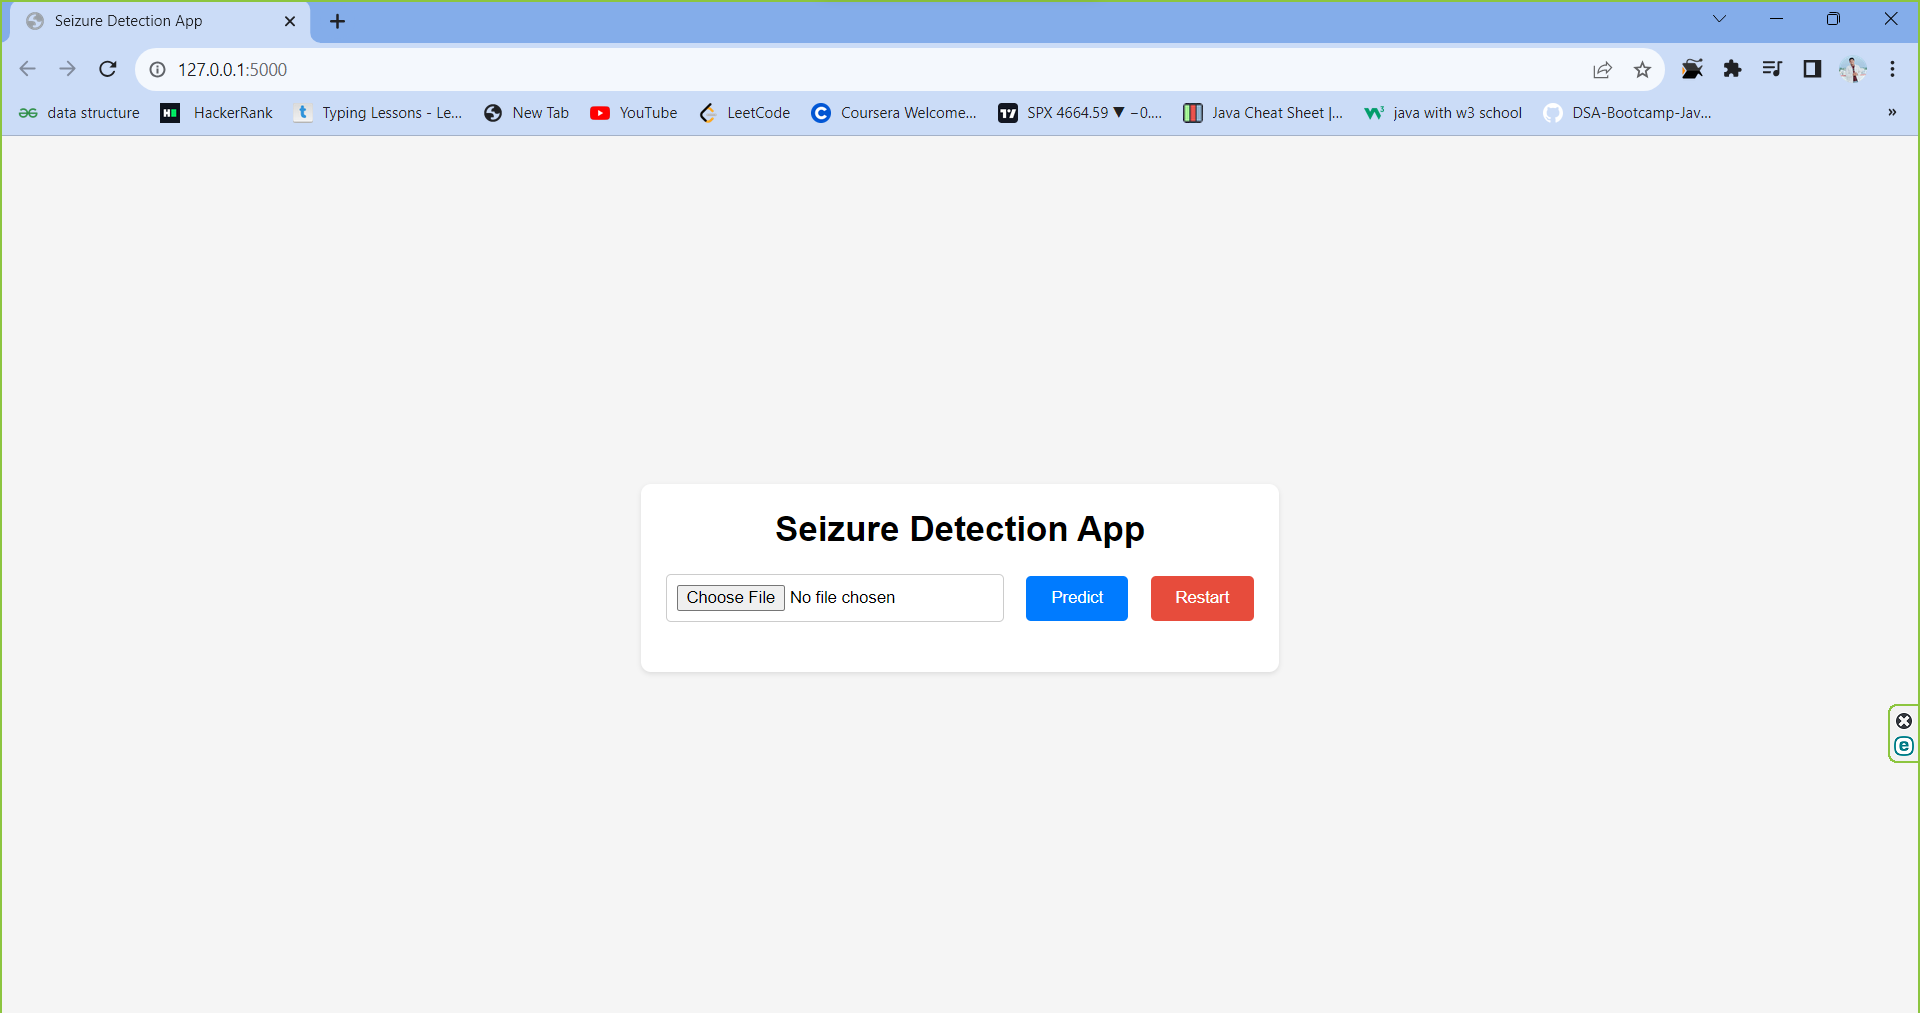 Seizure Detection App
127.0.0.1:5000
data structure HackerRank Typing Lessons - Le... New Tab YouTube LeetCode Coursera Welcome... SPX 4664.59 ▼ −0.... Java Cheat Sheet |... java with w3 school DSA-Bootcamp-Jav... »
Seizure Detection App
Choose File No file chosen Predict Restart